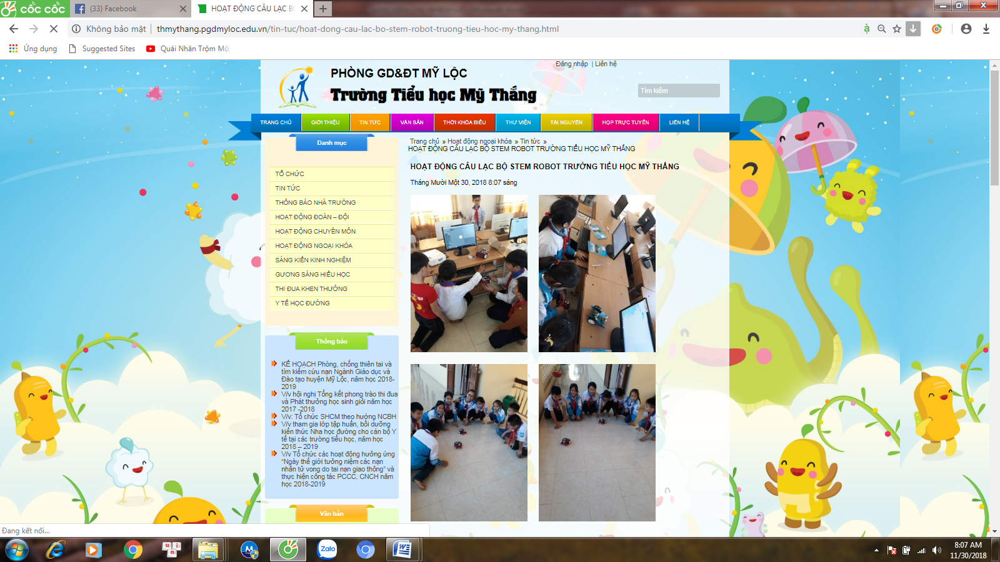 CỐC CỐC
(33) Facebook
HOẠT ĐỘNG CÂU LẠC BỘ
Không bảo mật
thmythang.pgdmyloc.edu.vn/tin-tuc/hoat-dong-cau-lac-bo-stem-robot-truong-tieu-hoc-my-thang.html
Ứng dụng
Suggested Sites
Quái Nhân Trộm Mộ
Đăng nhập | Liên hệ
PHÒNG GD&ĐT MỸ LỘC
Trường Tiểu học Mỹ Thắng
Tìm kiếm
TRANG CHỦ
GIỚI THIỆU
TIN TỨC
VĂN BẢN
THỜI KHÓA BIỂU
THƯ VIỆN
TÀI NGUYÊN
HỌP TRỰC TUYẾN
LIÊN HỆ
Danh mục
TỔ CHỨC
TIN TỨC
THÔNG BÁO NHÀ TRƯỜNG
HOẠT ĐỘNG ĐOÀN – ĐỘI
HOẠT ĐỘNG CHUYÊN MÔN
HOẠT ĐỘNG NGOẠI KHÓA
SÁNG KIẾN KINH NGHIỆM
GƯƠNG SÁNG HIẾU HỌC
THI ĐUA KHEN THƯỞNG
Y TẾ HỌC ĐƯỜNG
Trang chủ » Hoạt động ngoại khóa » Tin tức »
HOẠT ĐỘNG CÂU LẠC BỘ STEM ROBOT TRƯỜNG TIỂU HỌC MỸ THẮNG
HOẠT ĐỘNG CÂU LẠC BỘ STEM ROBOT TRƯỜNG TIỂU HỌC MỸ THẮNG
Tháng Mười Một 30, 2018 8:07 sáng
Thông báo
KẾ HOẠCH Phòng, chống thiên tai và
tìm kiếm cứu nạn Ngành Giáo dục và
Đào tạo huyện Mỹ Lộc, năm học 2018-
2019
V/v hội nghị Tổng kết phong trào thi đua
và Phát thưởng học sinh giỏi năm học
2017 -2018
V/v: Tổ chức SHCM theo hướng NCBH
V/v tham gia lớp tập huấn, bồi dưỡng
kiến thức Nha học đường cho cán bộ Y
tế tại các trường tiểu học, năm học
2018 – 2019
V/v Tổ chức các hoạt động hưởng ứng
“Ngày thế giới tưởng niệm các nạn
nhân tử vong do tai nạn giao thông” và
thực hiện công tác PCCC, CNCH năm
học 2018-2019
Văn bản
Đang kết nối...
Zalo
8:07 AM
11/30/2018